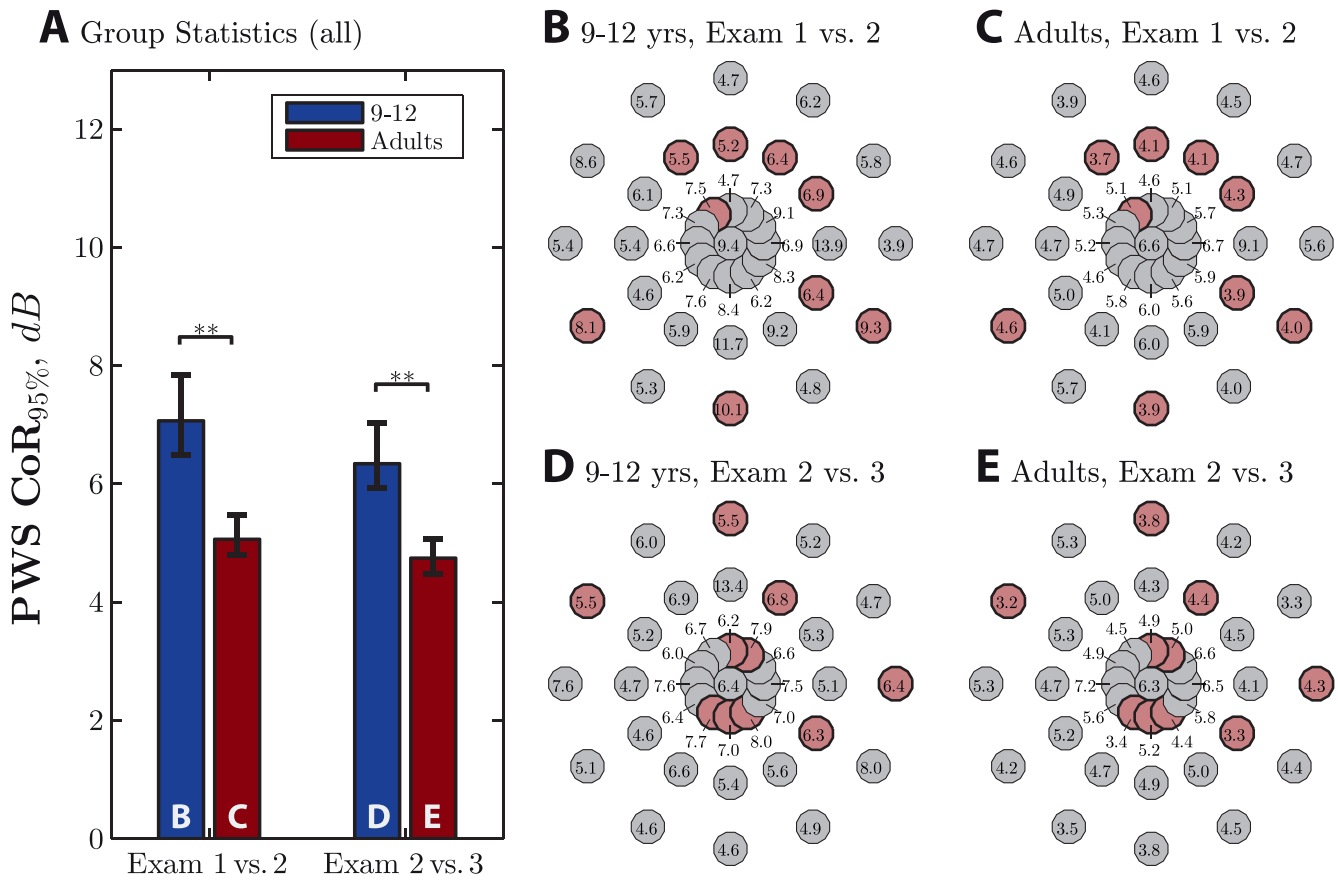 A Group Statistics (all)
PWS CoR95%, dB
12
10
8
6
4
2
0
9-12
Adults
**
**
B
C
D
E
Exam 1 vs. 2
Exam 2 vs. 3
B 9-12 yrs, Exam 1 vs. 2
4.7
5.7 6.2
8.6 5.5 5.2 6.4 5.8
6.1 7.5 4.7 7.3 6.9
7.3 9.1
5.4 5.4 6.6 9.4 6.9 13.9 3.9
6.2 8.3
4.6 7.6 8.4 6.2 6.4
8.1 5.9 11.7 9.2 9.3
5.3 4.8
10.1
C Adults, Exam 1 vs. 2
4.6
3.9 4.5
4.6 3.7 4.1 4.1 4.7
4.9 5.1 4.6 5.1 4.3
5.3 5.7
4.7 4.7 5.2 6.6 6.7 9.1 5.6
4.6 5.9
5.0 5.8 6.0 5.6 3.9
4.6 4.1 6.0 5.9 4.0
5.7 4.0
3.9
D 9-12 yrs, Exam 2 vs. 3
5.5
6.0 5.2
5.5 6.9 13.4 6.8 4.7
5.2 6.7 6.2 7.9 5.3
6.0 6.6
7.6 4.7 7.6 6.4 7.5 5.1 6.4
6.4 7.0
4.6 7.7 7.0 8.0 6.3
5.1 6.6 5.4 5.6 8.0
4.6 4.9
4.6
E Adults, Exam 2 vs. 3
3.8
5.3 4.2
3.2 5.0 4.3 4.4 3.3
5.3 4.5 4.9 5.0 4.5
4.9 6.6
5.3 4.7 7.2 6.3 6.5 4.1 4.3
5.6 5.8
5.2 3.4 5.2 4.4 3.3
4.2 4.7 4.9 5.0 4.4
3.5 4.5
3.8